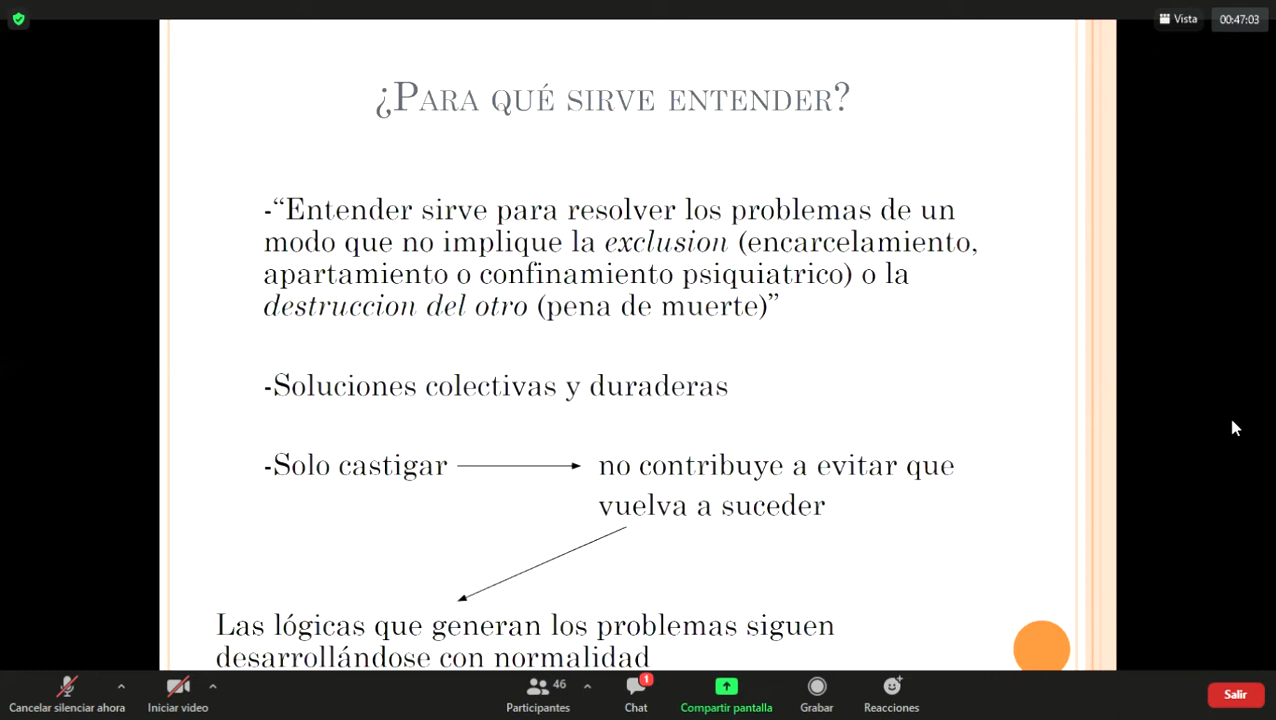 Vista
00:47:03
¿Para qué sirve entender?
-“Entender sirve para resolver los problemas de un
modo que no implique la exclusion (encarcelamiento,
apartamiento o confinamiento psiquiatrico) o la
destruccion del otro (pena de muerte)”
-Soluciones colectivas y duraderas
-Solo castigar
no contribuye a evitar que
vuelva a suceder
Las lógicas que generan los problemas siguen
desarrollándose con normalidad
Cancelar silenciar ahora
Iniciar video
46
Participantes
1
Chat
Compartir pantalla
Grabar
Reacciones
Salir